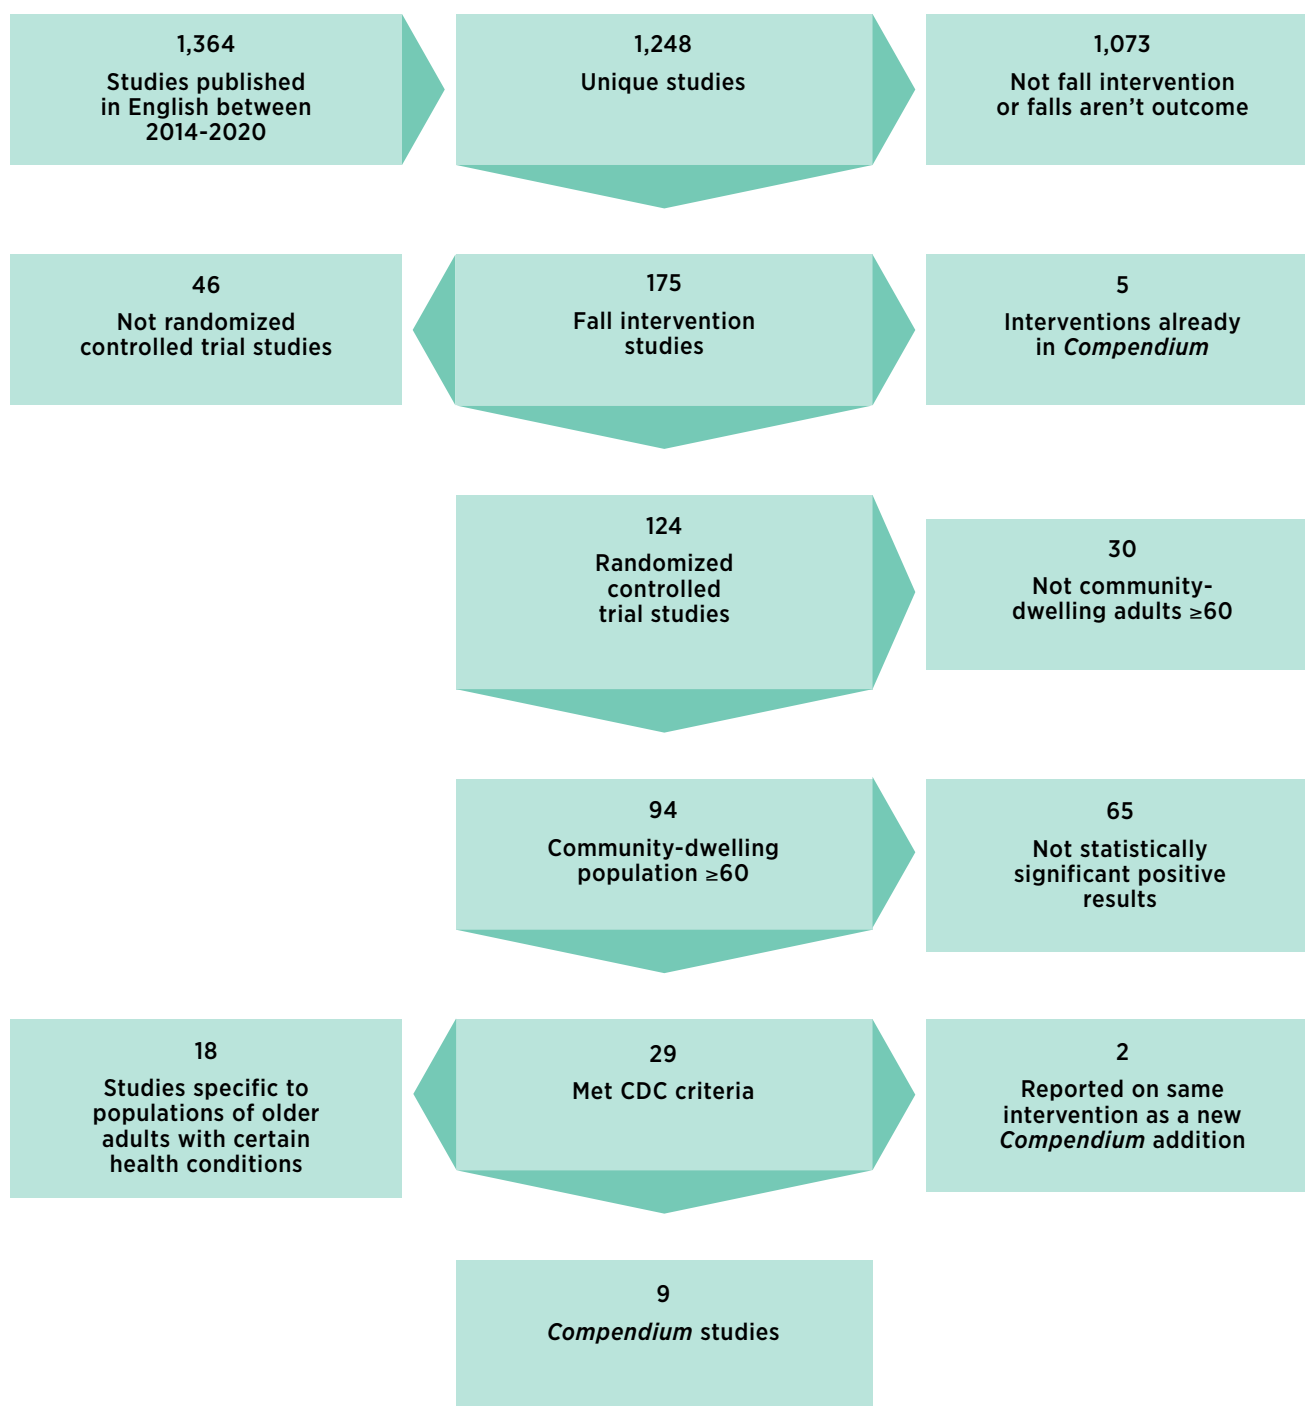 1,364
Studies published
in English between
2014-2020
1,248
Unique studies
1,073
Not fall intervention
or falls aren't outcome
46
Not randomized
controlled trial studies
175
Fall intervention
studies
5
Interventions already
in Compendium
124
Randomized
controlled
trial studies
30
Not community-
dwelling adults ≥60
94
Community-dwelling
population ≥60
65
Not statistically
significant positive
results
18
Studies specific to
populations of older
adults with certain
health conditions
29
Met CDC criteria
2
Reported on same
intervention as a new
Compendium addition
9
Compendium studies